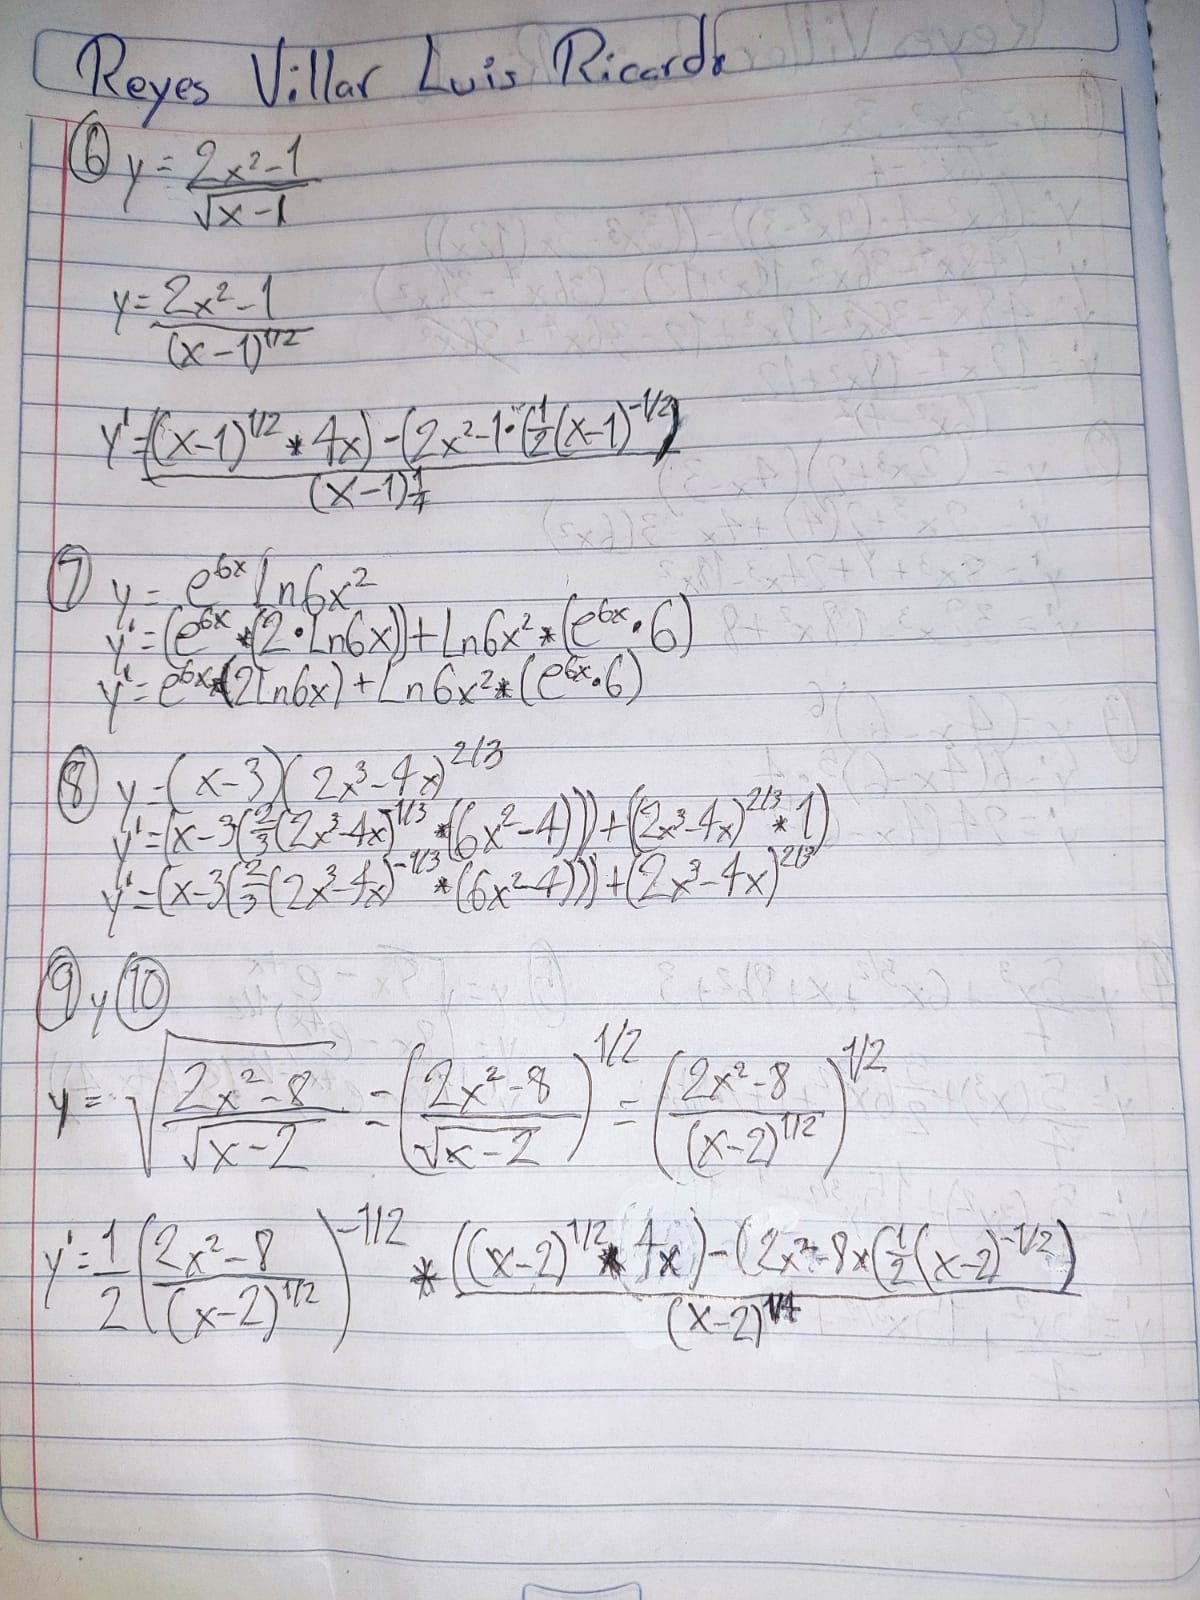 Reyes Villar Luis Ricardo
⑥ y = (2x²-1)/(√x-1)
y = (2x²-1)/((x-1)^1/2)
y' = ((x-1)^1/2 * 4x) - (2x²-1·(1/2(x-1)^-1/2)/((x-1)^1/4)
⑦ y = e^6x Ln6x²
y' = (e^6x * (2·Ln6x)) + Ln6x² * (e^6x·6)
y' = e^6x * (2Ln6x) + Ln6x² * (e^6x·6)
⑧ y = (x-3)(2x³-4x)^2/3
y' = (x-3(2/3(2x³-4x)^-1/3 * (6x²-4))) + ((2x³-4x)^2/3 * 1)
y' = (x-3(2/3(2x³-4x)^-1/3 * (6x²-4))) + (2x³-4x)^2/3
⑨ y ⑩
y = √((2x²-8)/(√x-2)) = ((2x²-8)/(√x-2))^1/2 = ((2x²-8)/((x-2)^1/2))^1/2
y' = 1/2 ((2x²-8)/((x-2)^1/2))^-1/2 * ((x-2)^1/2 * 4x) - (2x²-8x(1/2(x-2)^-1/2)/((x-2)^1/4)